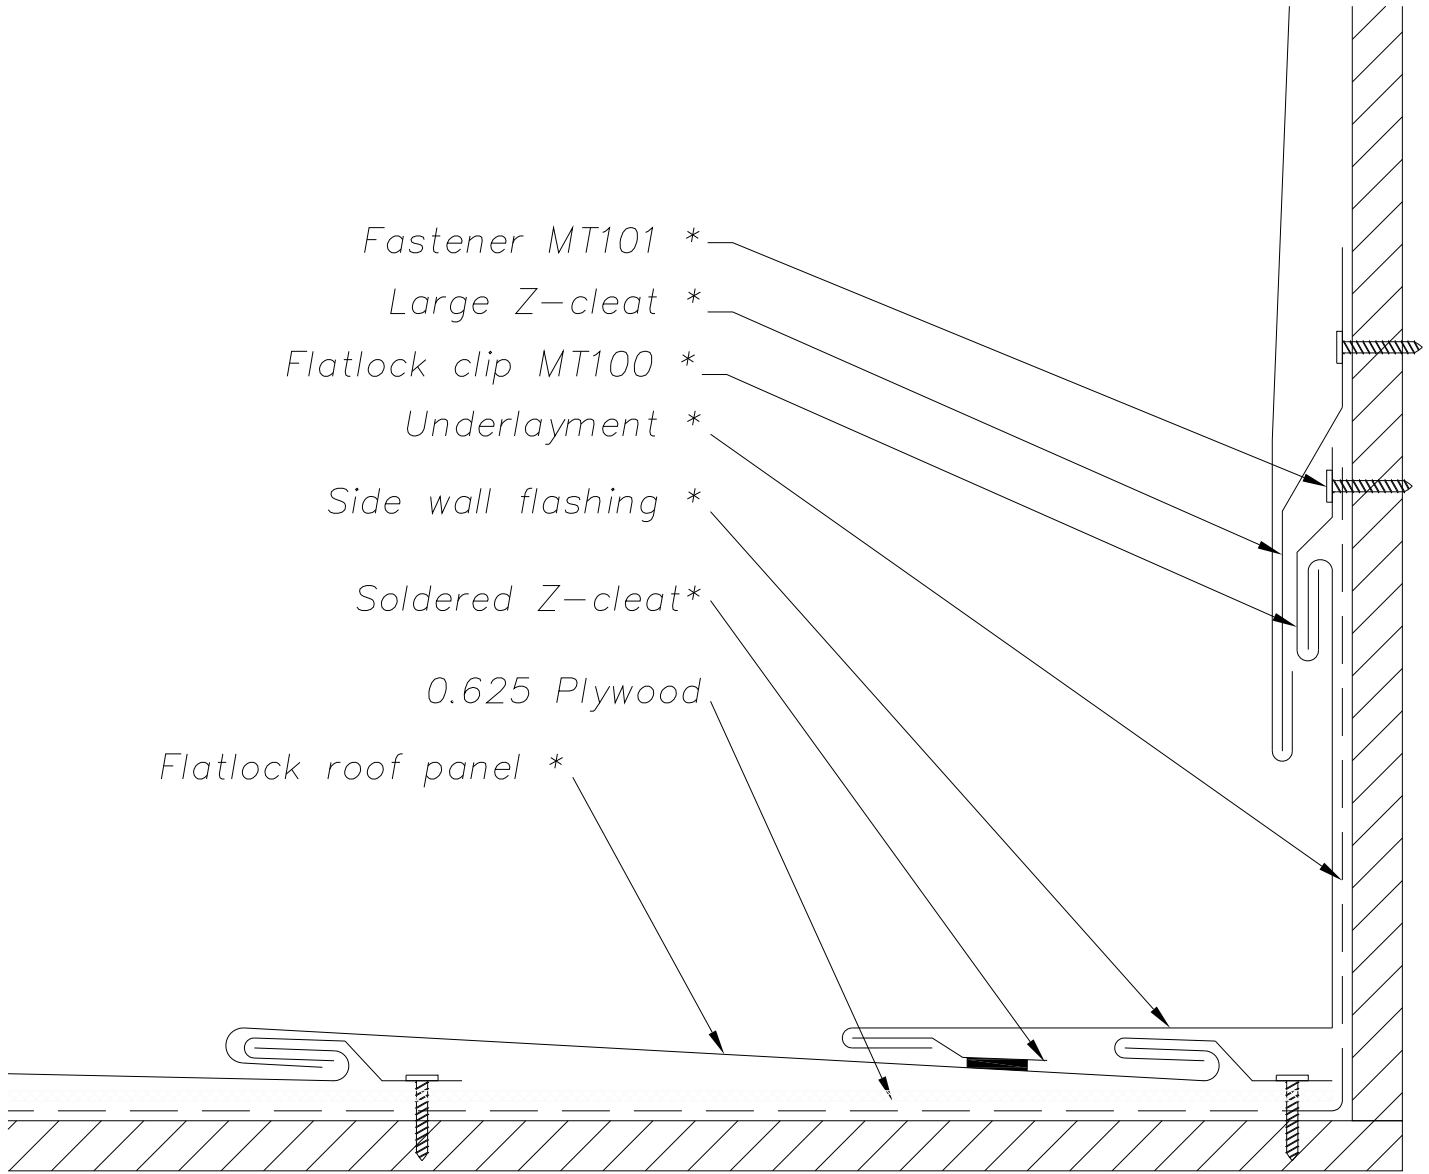 Fastener MT101 *
Large Z-cleat *
Flatlock clip MT100 *
Underlayment *
Side wall flashing *
Soldered Z-cleat*
0.625 Plywood
Flatlock roof panel *